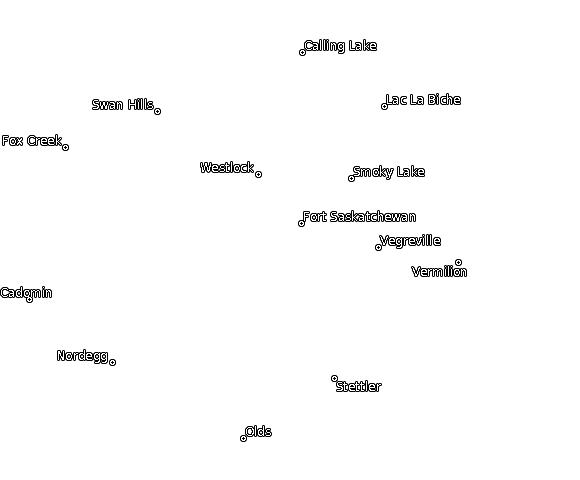 Calling Lake
Lac La Biche
Swan Hills
Fox Creek
Westlock
Smoky Lake
Fort Saskatchewan
Vegreville
Vermilion
Cadomin
Nordegg
Stettler
Olds